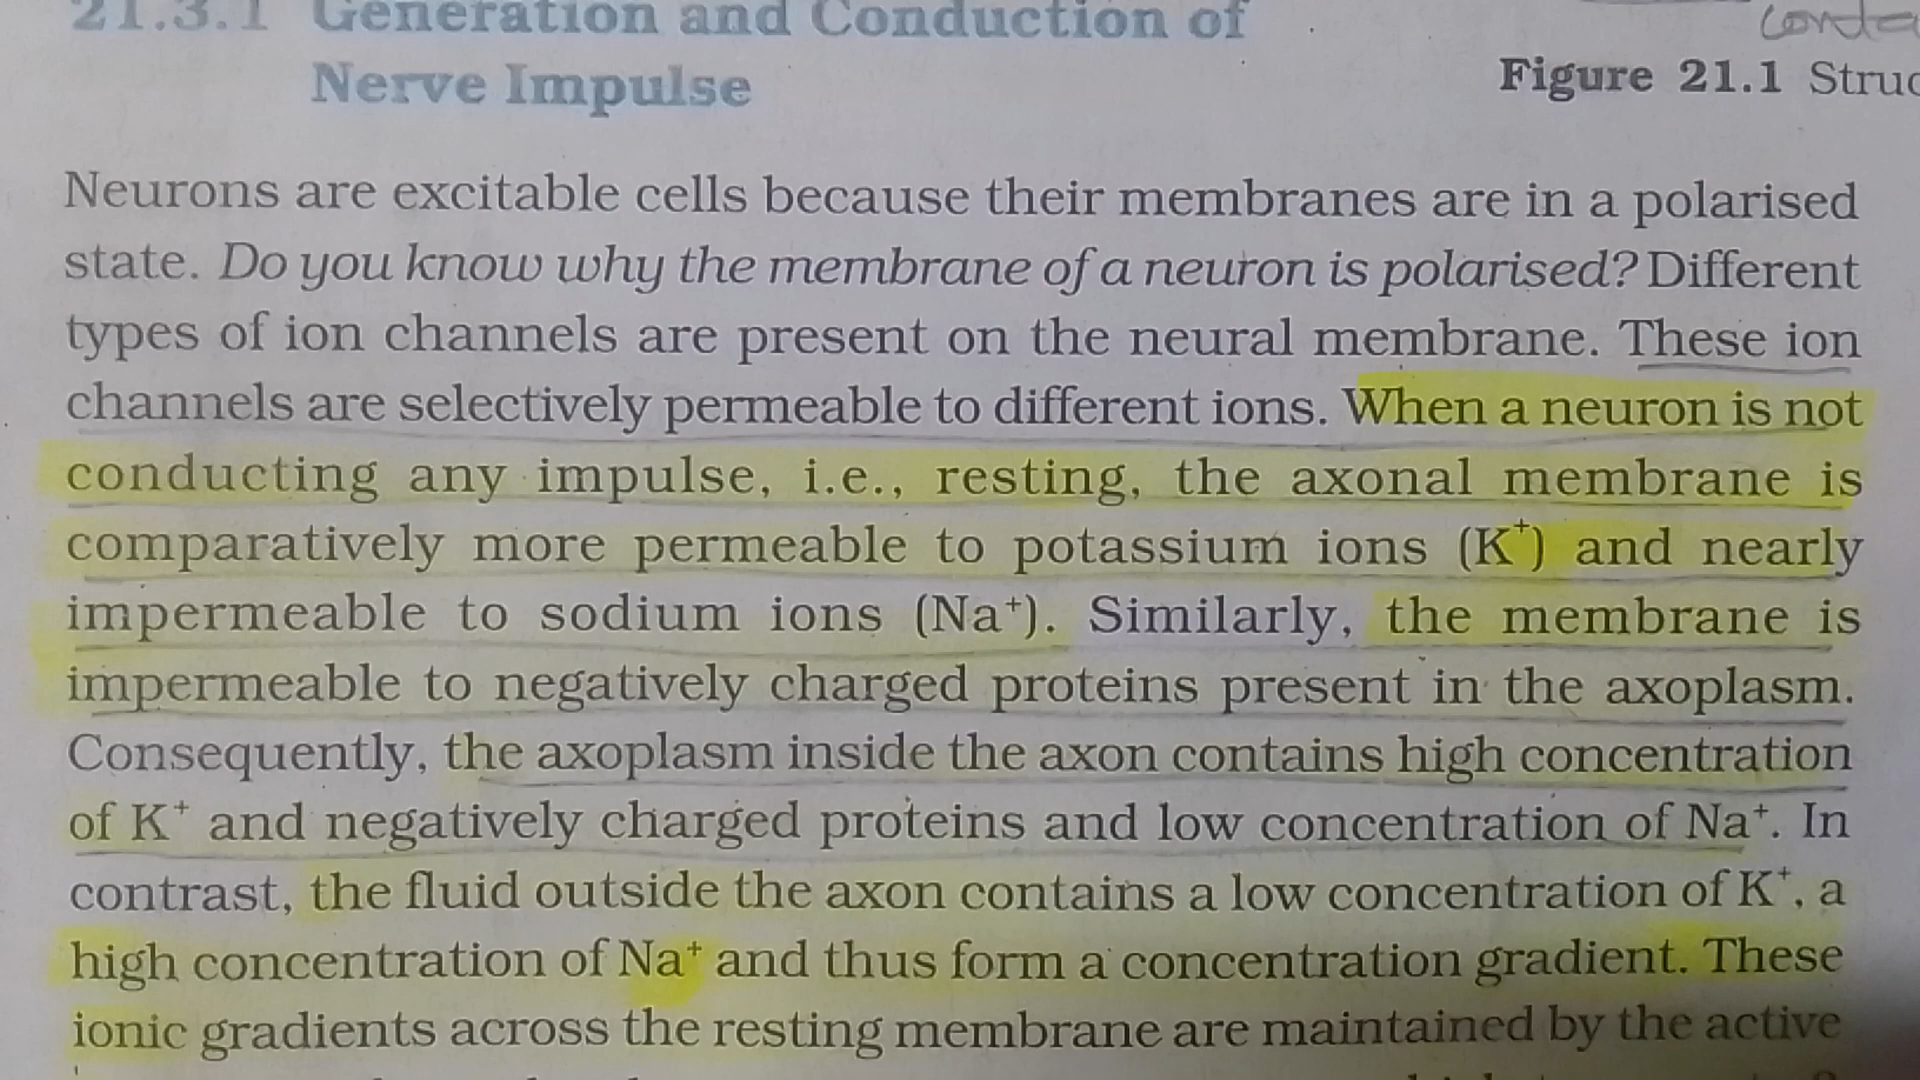 21.3.1 Generation and Conduction of
Nerve Impulse
Figure 21.1
Neurons are excitable cells because their membranes are in a polarised
state. Do you know why the membrane of a neuron is polarised? Different
types of ion channels are present on the neural membrane. These ion
channels are selectively permeable to different ions. When a neuron is not
conducting any impulse, i.e., resting, the axonal membrane is
comparatively more permeable to potassium ions (K⁺) and nearly
impermeable to sodium ions (Na⁺). Similarly, the membrane is
impermeable to negatively charged proteins present in the axoplasm.
Consequently, the axoplasm inside the axon contains high concentration
of K⁺ and negatively charged proteins and low concentration of Na⁺. In
contrast, the fluid outside the axon contains a low concentration of K⁺, a
high concentration of Na⁺ and thus form a concentration gradient. These
ionic gradients across the resting membrane are maintained by the active